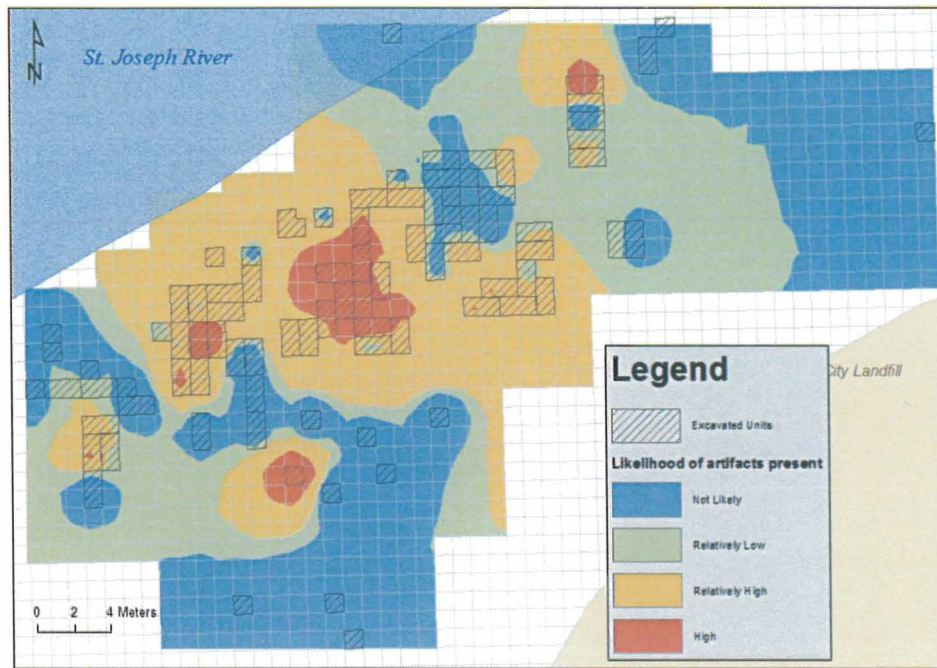 N
St. Joseph River
City Landfill
Legend
Excavated Units
Likelihood of artifacts present
Not Likely
Relatively Low
Relatively High
High
0 2 4 Meters